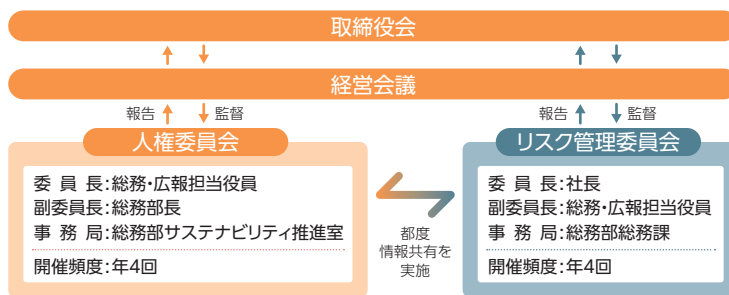 取締役会
経営会議
報告 監督
報告 監督
人権委員会
委員長:総務・広報担当役員
副委員長:総務部長
事務局:総務部サステナビリティ推進室
開催頻度:年4回
都度
情報共有を
実施
リスク管理委員会
委員長:社長
副委員長:総務・広報担当役員
事務局:総務部総務課
開催頻度:年4回